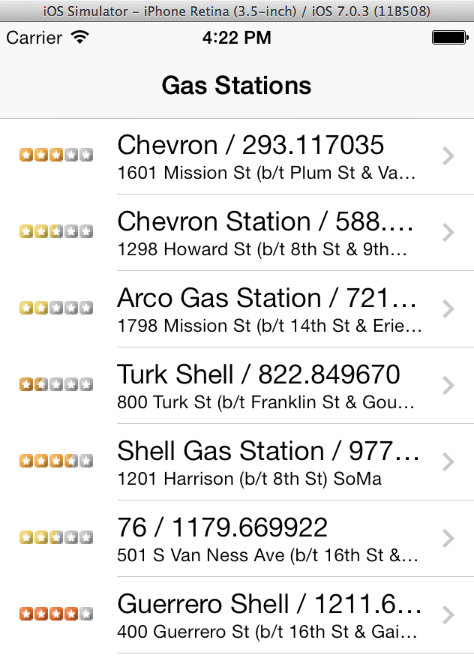 iOS Simulator – iPhone Retina (3.5-inch) / iOS 7.0.3 (11B508)
Carrier 4:22 PM
Gas Stations
Chevron / 293.117035
1601 Mission St (b/t Plum St & Va…
Chevron Station / 588.…
1298 Howard St (b/t 8th St & 9th…
Arco Gas Station / 721…
1798 Mission St (b/t 14th St & Erie…
Turk Shell / 822.849670
800 Turk St (b/t Franklin St & Gou…
Shell Gas Station / 977…
1201 Harrison (b/t 8th St) SoMa
76 / 1179.669922
501 S Van Ness Ave (b/t 16th St &…
Guerrero Shell / 1211.6…
400 Guerrero St (b/t 16th St & Gai…